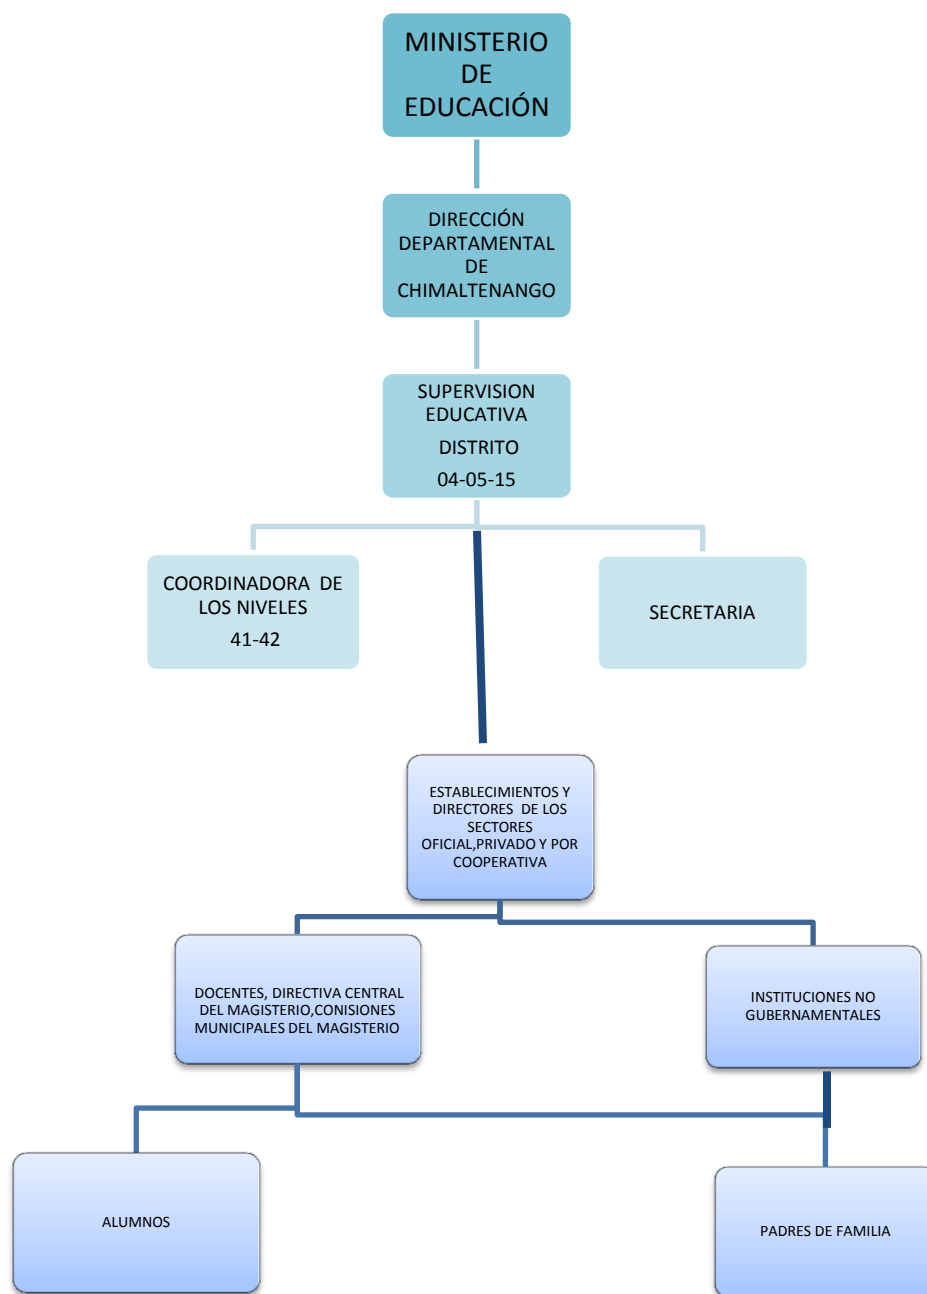 MINISTERIO
DE
EDUCACIÓN
DIRECCIÓN
DEPARTAMENTAL
DE
CHIMALTENANGO
SUPERVISION
EDUCATIVA
DISTRITO
04-05-15
COORDINADORA DE
LOS NIVELES
41-42
SECRETARIA
ESTABLECIMIENTOS Y
DIRECTORES DE LOS
SECTORES
OFICIAL,PRIVADO Y POR
COOPERATIVA
DOCENTES, DIRECTIVA CENTRAL
DEL MAGISTERIO,CONISIONES
MUNICIPALES DEL MAGISTERIO
INSTITUCIONES NO
GUBERNAMENTALES
ALUMNOS
PADRES DE FAMILIA